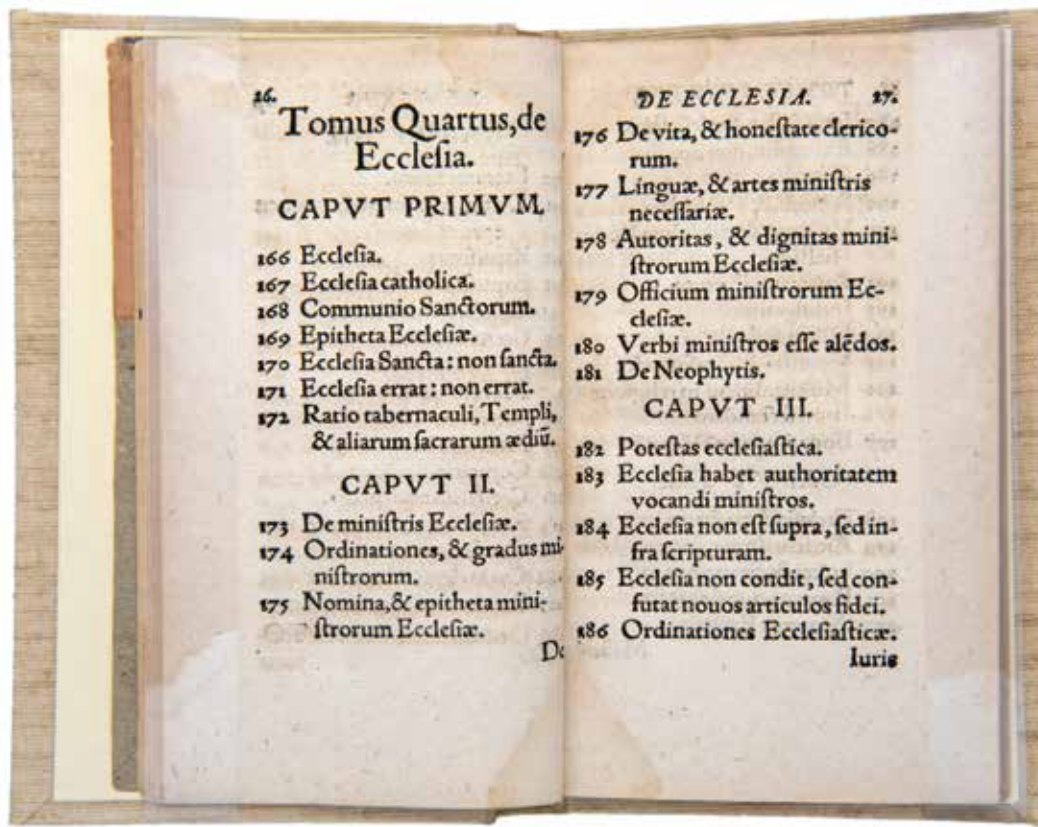 26.
Tomus Quartus, de
Eccleſia.
CAPVT PRIMVM.
166 Eccleſia.
167 Eccleſia catholica.
168 Communio Sanctorum.
169 Epitheta Eccleſiæ.
170 Eccleſia Sancta: non ſancta.
171 Eccleſia errat: non errat.
172 Ratio tabernaculi, Templi,
& aliarum ſacrarum ædiū.
CAPVT II.
173 De miniſtris Eccleſiæ.
174 Ordinationes, & gradus mi-
niſtrorum.
175 Nomina, & epitheta mini-
ſtrorum Eccleſiæ.
De
DE ECCLESIA. 27.
176 De vita, & honeſtate clerico-
rum.
177 Linguæ, & artes miniſtris
neceſſariæ.
178 Autoritas, & dignitas mini-
ſtrorum Eccleſiæ.
179 Officium miniſtrorum Ec-
cleſiæ.
180 Verbi miniſtros eſſe alẽdos.
181 De Neophytis.
CAPVT III.
182 Poteſtas eccleſiaſtica.
183 Eccleſia habet authoritatem
vocandi miniſtros.
184 Eccleſia non eſt ſupra, ſed in-
fra ſcripturam.
185 Eccleſia non condit, ſed con-
futat nouos articulos fidei.
186 Ordinationes Eccleſiaſticæ.
Iuris